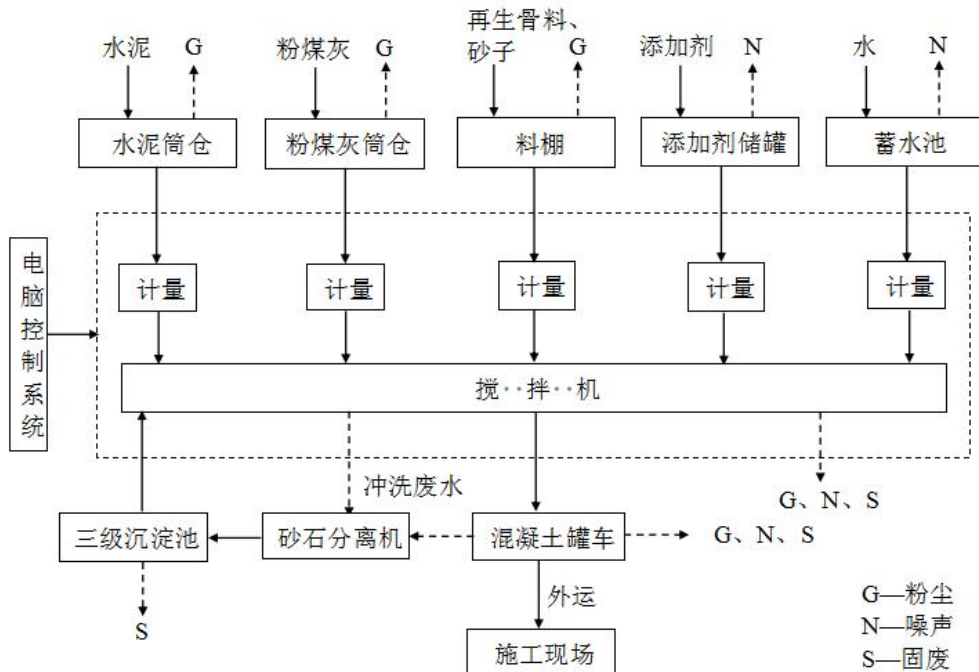 水泥
G
粉煤灰
G
再生骨料、
砂子
G
添加剂
N
水
N
水泥筒仓
粉煤灰筒仓
料棚
添加剂储罐
蓄水池
电脑控制系统
计量
计量
计量
计量
计量
搅··拌··机
冲洗废水
G、N、S
三级沉淀池
砂石分离机
混凝土罐车
G、N、S
S
外运
施工现场
G—粉尘
N—噪声
S—固废